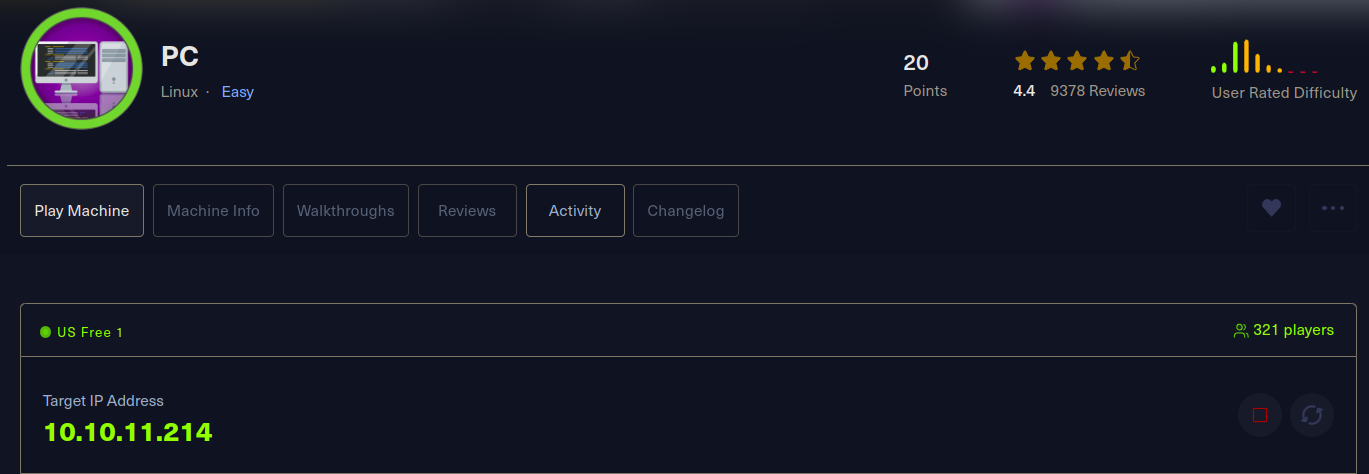 PC
Linux · Easy
20
Points
4.4 9378 Reviews
User Rated Difficulty
Play Machine
Machine Info
Walkthroughs
Reviews
Activity
Changelog
US Free 1
321 players
Target IP Address
10.10.11.214